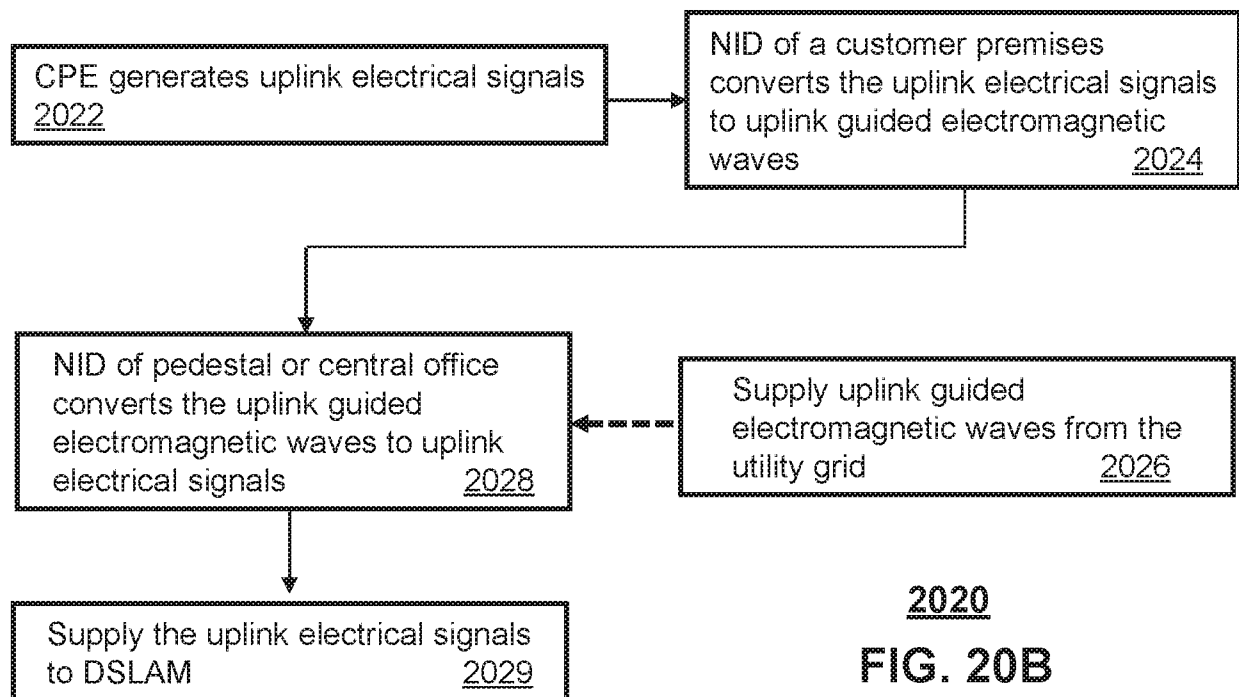 CPE generates uplink electrical signals
2022
NID of a customer premises
converts the uplink electrical signals
to uplink guided electromagnetic
waves 2024
NID of pedestal or central office
converts the uplink guided
electromagnetic waves to uplink
electrical signals 2028
Supply uplink guided
electromagnetic waves from the
utility grid 2026
Supply the uplink electrical signals
to DSLAM 2029
2020
FIG. 20B